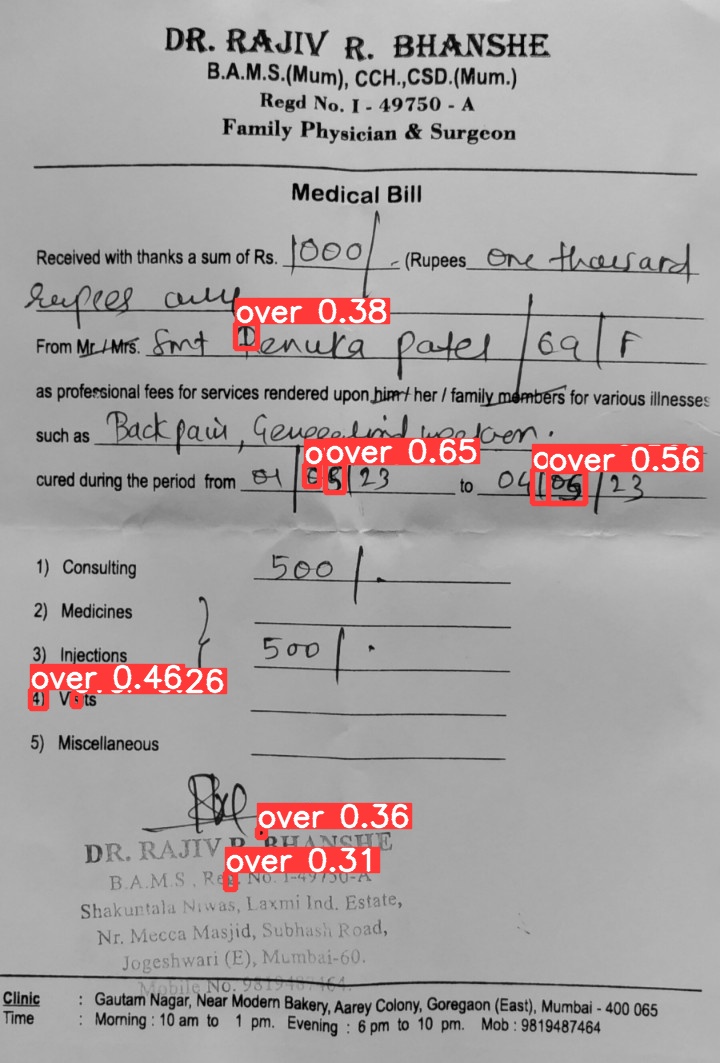 DR. RAJIV R. BHANSHE
B.A.M.S.(Mum), CCH.,CSD.(Mum.)
Regd No. I - 49750 - A
Family Physician & Surgeon
Medical Bill
Received with thanks a sum of Rs. 1000/- (Rupees one thousand
rupees only
over 0.38
From Mr./Mrs. Smt Renuka Patel / 69 / F
as professional fees for services rendered upon him / her / family members for various illnesses
such as Back pain,
over 0.65 over 0.56
cured during the period from 01 / 05 / 23 to 04 / 06 / 23
1) Consulting 500/.
2) Medicines
3) Injections 500/.
over 0.46 26
4) Visits
5) Miscellaneous
over 0.36
DR. RAJIV R. BHANSHE
over 0.31
B.A.M.S , Reg. No. I-49750-A
Shakuntala Niwas, Laxmi Ind. Estate,
Nr. Mecca Masjid, Subhash Road,
Jogeshwari (E), Mumbai-60.
Mobile No. 9819487464.
Clinic : Gautam Nagar, Near Modern Bakery, Aarey Colony, Goregaon (East), Mumbai - 400 065
Time : Morning : 10 am to 1 pm. Evening : 6 pm to 10 pm. Mob : 9819487464